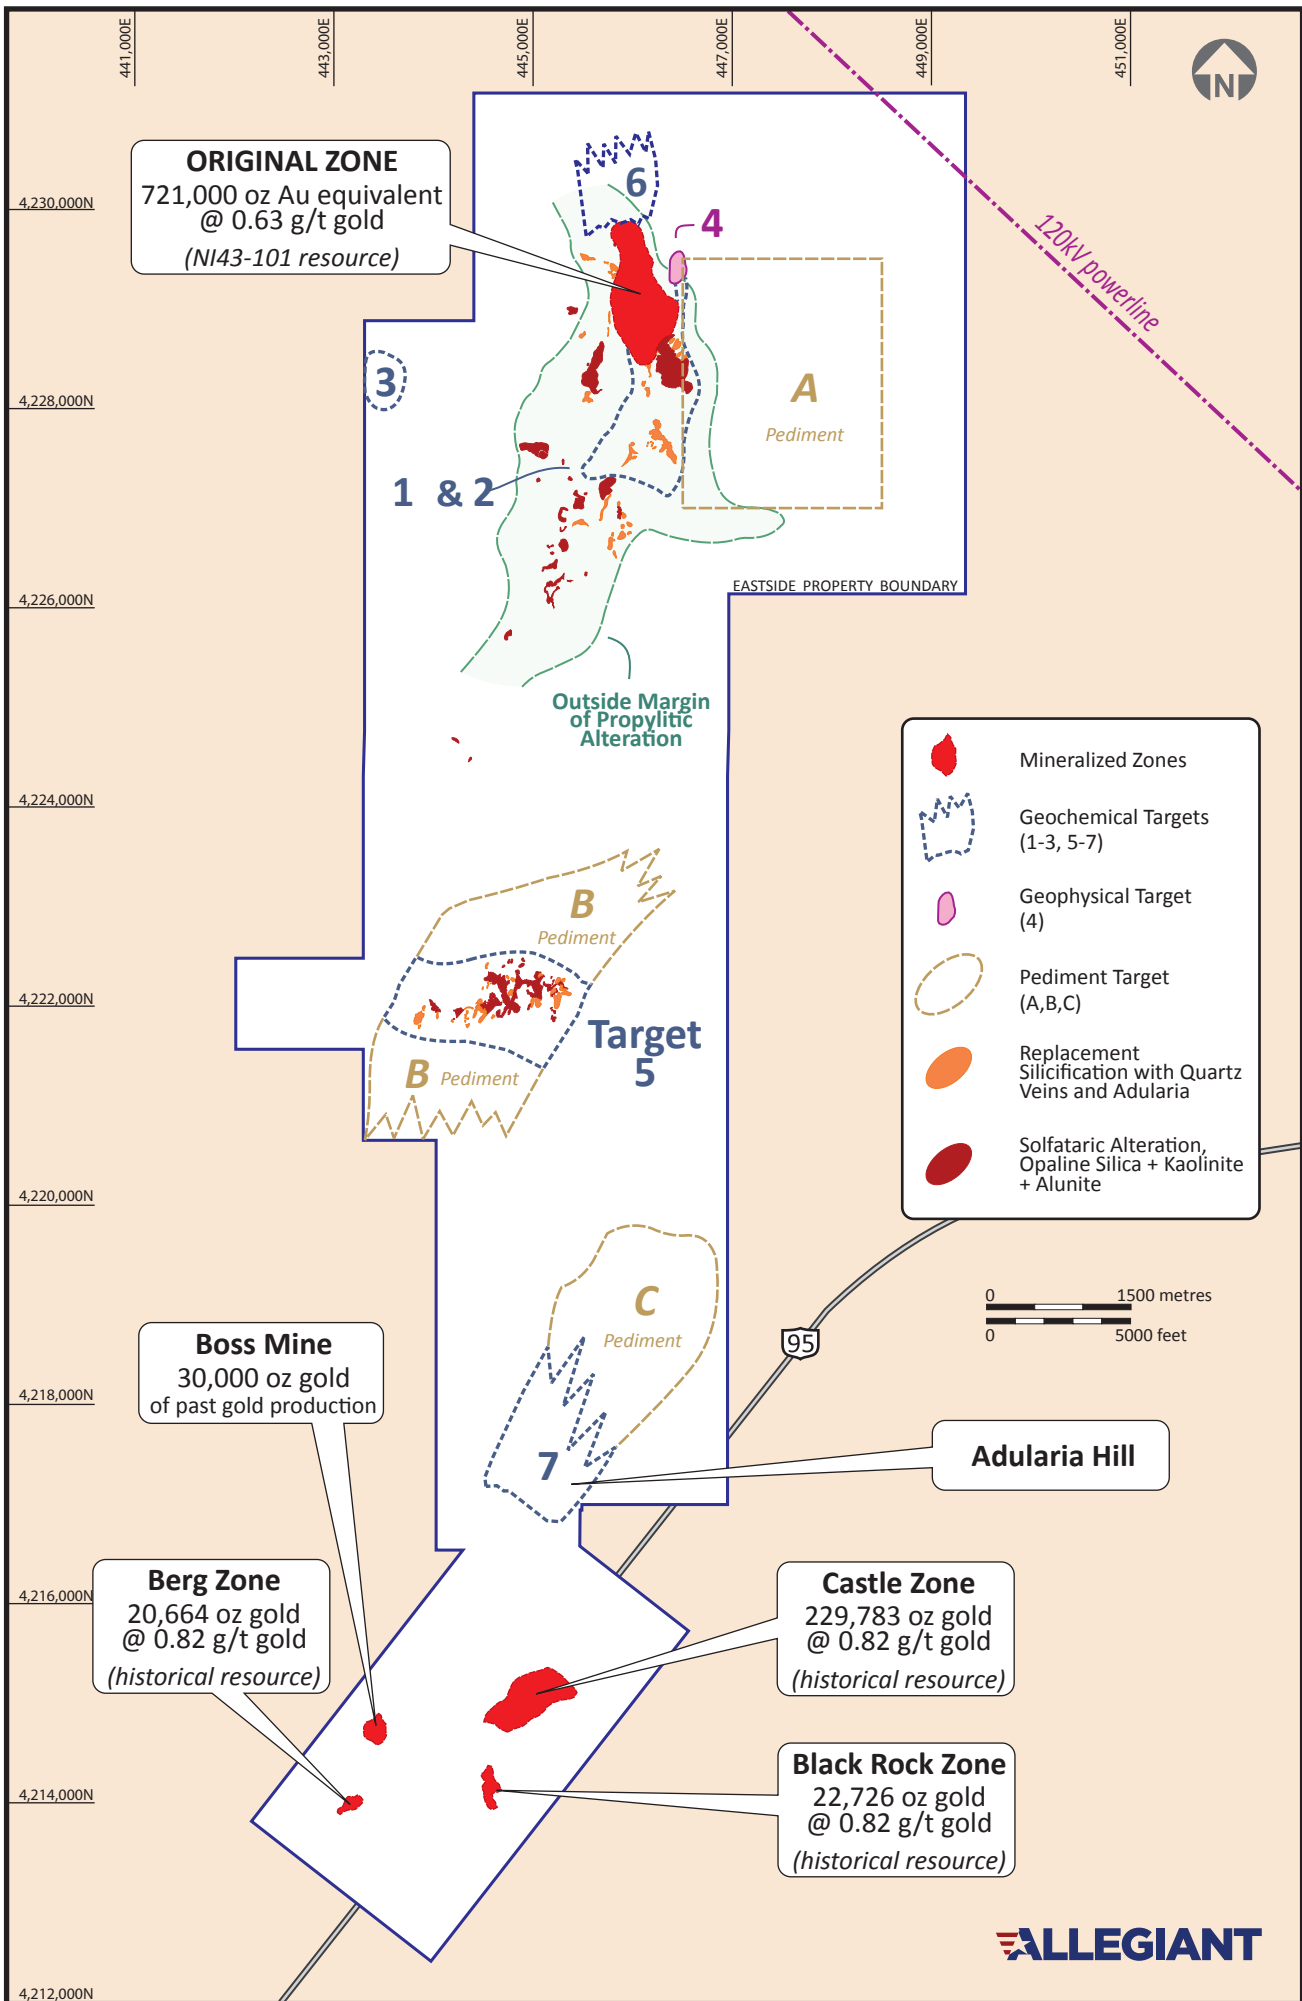 441,000E
443,000E
445,000E
447,000E
449,000E
451,000E
N
120kV powerline
ORIGINAL ZONE
721,000 oz Au equivalent
@ 0.63 g/t gold
(NI43-101 resource)
6
4
4,230,000N
3
A
Pediment
4,228,000N
1 & 2
EASTSIDE PROPERTY BOUNDARY
4,226,000N
Outside Margin
of Propylitic
Alteration
4,224,000N
Mineralized Zones
Geochemical Targets
(1-3, 5-7)
Geophysical Target
(4)
Pediment Target
(A,B,C)
Replacement
Silicification with Quartz
Veins and Adularia
Solfataric Alteration,
Opaline Silica + Kaolinite
+ Alunite
B
Pediment
4,222,000N
Target
5
B Pediment
4,220,000N
C
Pediment
0 1500 metres
0 5000 feet
95
Boss Mine
30,000 oz gold
of past gold production
4,218,000N
7
Adularia Hill
Berg Zone
20,664 oz gold
@ 0.82 g/t gold
(historical resource)
4,216,000N
Castle Zone
229,783 oz gold
@ 0.82 g/t gold
(historical resource)
Black Rock Zone
22,726 oz gold
@ 0.82 g/t gold
(historical resource)
4,214,000N
ALLEGIANT
4,212,000N